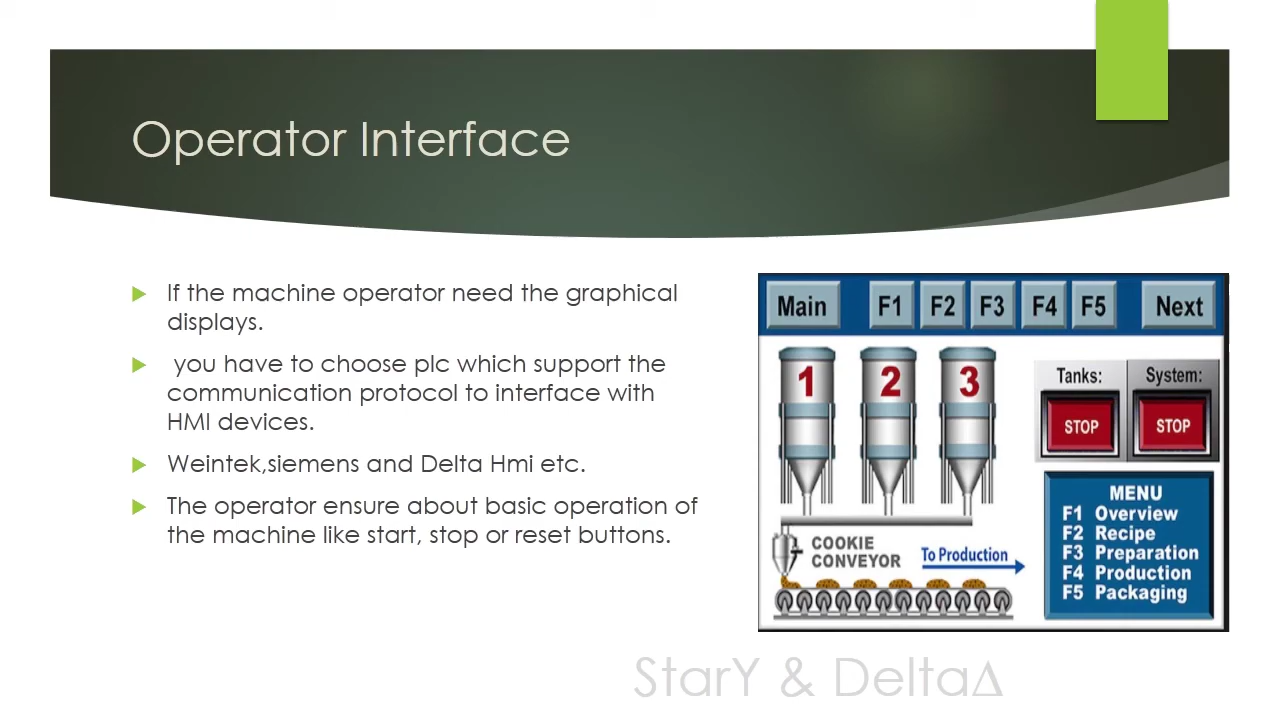 Operator Interface
If the machine operator need the graphical
displays.
you have to choose plc which support the
communication protocol to interface with
HMI devices.
Weintek,siemens and Delta Hmi etc.
The operator ensure about basic operation of
the machine like start, stop or reset buttons.
Main F1 F2 F3 F4 F5 Next
1 2 3
Tanks: System:
STOP STOP
MENU
F1 Overview
F2 Recipe
F3 Preparation
F4 Production
F5 Packaging
COOKIE
CONVEYOR
To Production
StarY & DeltaΔ